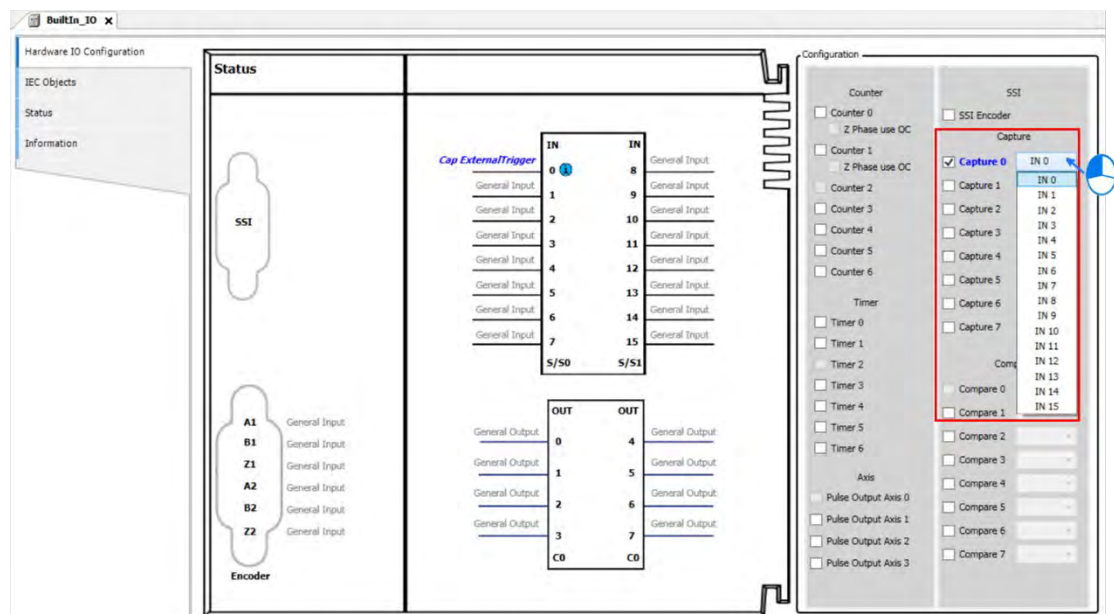 BuiltIn_IO x
Hardware IO Configuration
IEC Objects
Status
Information
Status
SSI
A1 General Input
B1 General Input
Z1 General Input
A2 General Input
B2 General Input
Z2 General Input
Encoder
IN IN
Cap ExternalTrigger 0 i 8 General Input
General Input 1 9 General Input
General Input 2 10 General Input
General Input 3 11 General Input
General Input 4 12 General Input
General Input 5 13 General Input
General Input 6 14 General Input
General Input 7 15 General Input
S/S0 S/S1
OUT OUT
General Output 0 4 General Output
General Output 1 5 General Output
General Output 2 6 General Output
General Output 3 7 General Output
C0 C0
Configuration
Counter
Counter 0
Z Phase use OC
Counter 1
Z Phase use OC
Counter 2
Counter 3
Counter 4
Counter 5
Counter 6
Timer
Timer 0
Timer 1
Timer 2
Timer 3
Timer 4
Timer 5
Timer 6
Axis
Pulse Output Axis 0
Pulse Output Axis 1
Pulse Output Axis 2
Pulse Output Axis 3
SSI
SSI Encoder
Capture
Capture 0 IN 0
Capture 1
Capture 2
Capture 3
Capture 4
Capture 5
Capture 6
Capture 7
IN 0
IN 1
IN 2
IN 3
IN 4
IN 5
IN 6
IN 7
IN 8
IN 9
IN 10
IN 11
IN 12
IN 13
IN 14
IN 15
Comp
Compare 0
Compare 1
Compare 2
Compare 3
Compare 4
Compare 5
Compare 6
Compare 7